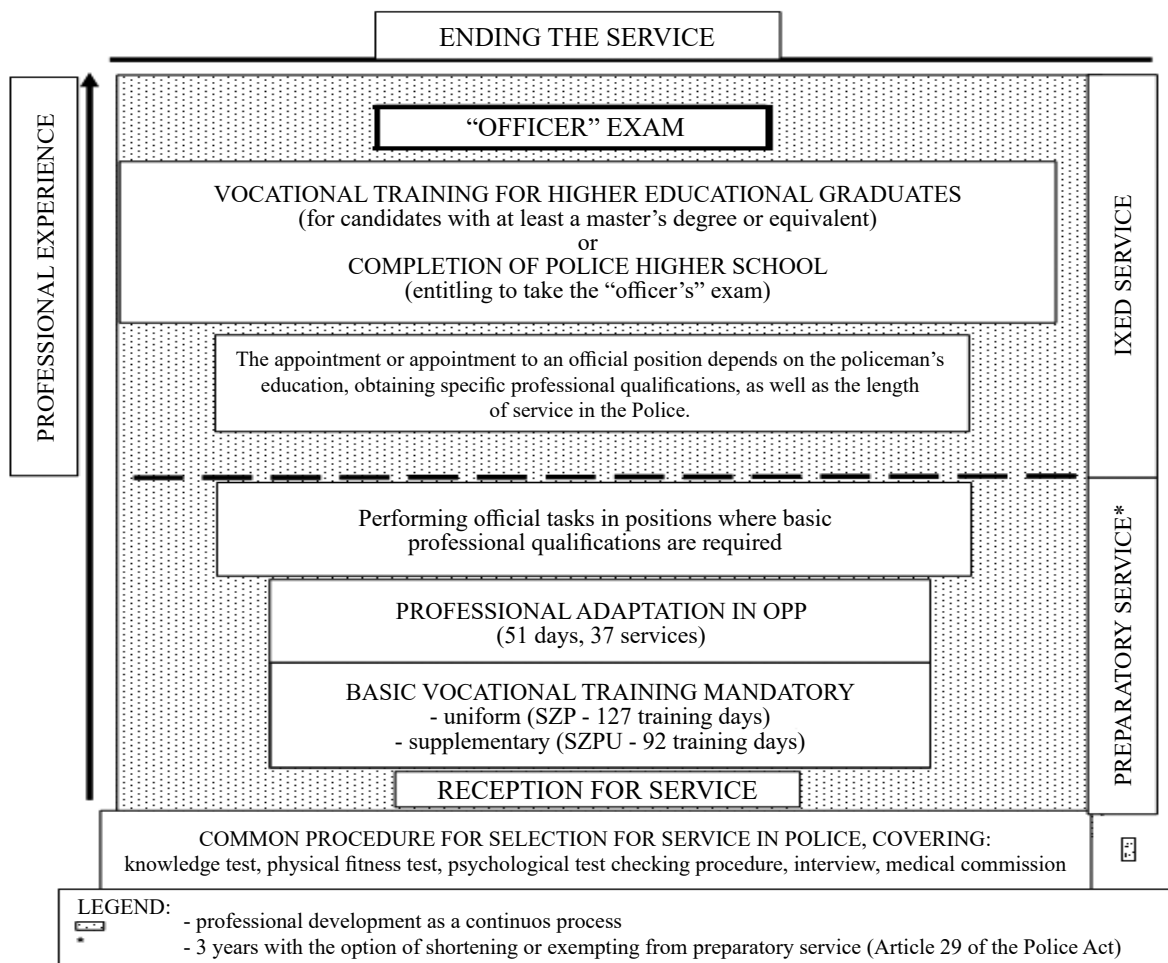 ENDING THE SERVICE
PROFESSIONAL EXPERIENCE
“OFFICER” EXAM
VOCATIONAL TRAINING FOR HIGHER EDUCATIONAL GRADUATES
(for candidates with at least a master’s degree or equivalent)
or
COMPLETION OF POLICE HIGHER SCHOOL
(entitling to take the “officer’s” exam)
IXED SERVICE
The appointment or appointment to an official position depends on the policeman’s
education, obtaining specific professional qualifications, as well as the length
of service in the Police.
Performing official tasks in positions where basic
professional qualifications are required
PREPARATORY SERVICE*
PROFESSIONAL ADAPTATION IN OPP
(51 days, 37 services)
BASIC VOCATIONAL TRAINING MANDATORY
- uniform (SZP - 127 training days)
- supplementary (SZPU - 92 training days)
RECEPTION FOR SERVICE
COMMON PROCEDURE FOR SELECTION FOR SERVICE IN POLICE, COVERING:
knowledge test, physical fitness test, psychological test checking procedure, interview, medical commission
LEGEND:
- professional development as a continuos process
* - 3 years with the option of shortening or exempting from preparatory service (Article 29 of the Police Act)